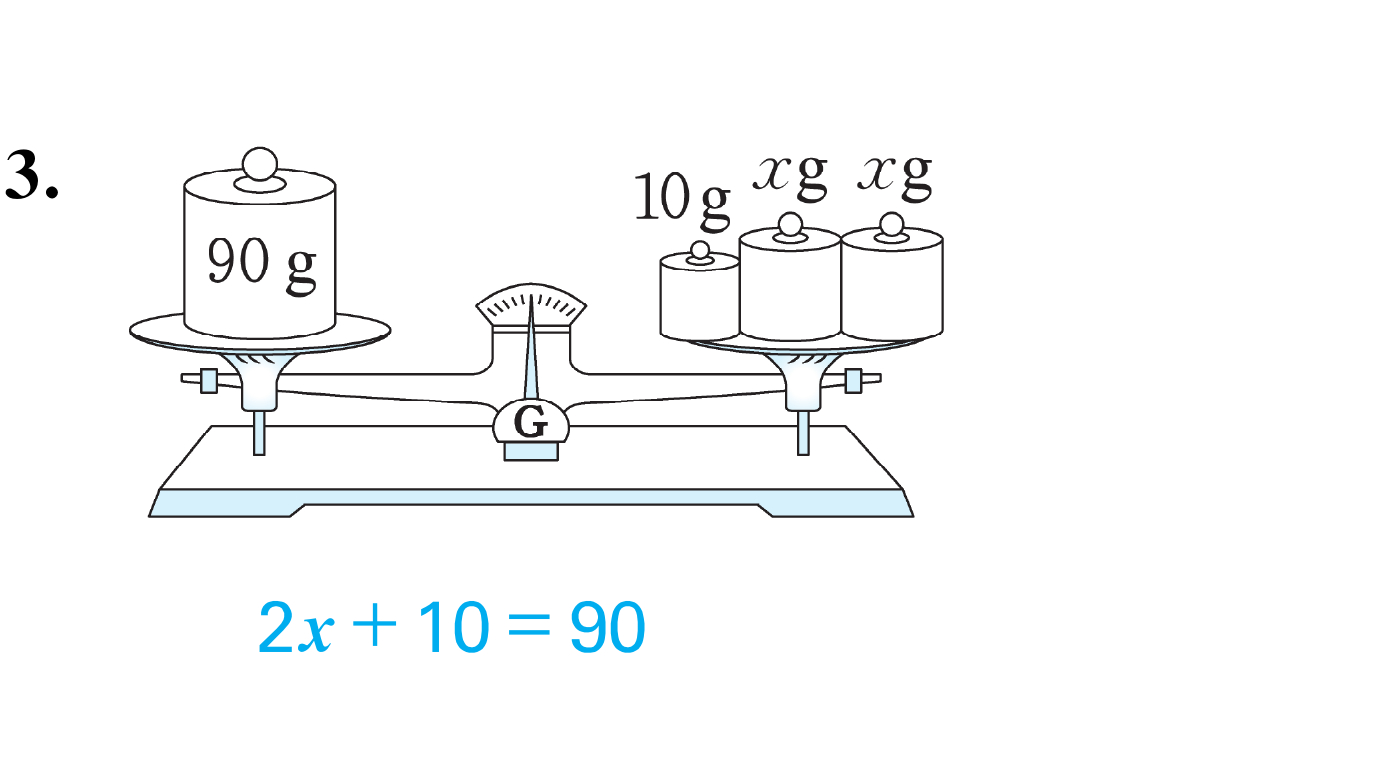 3.
90 g
10 g x g x g
G
2x + 10 = 90